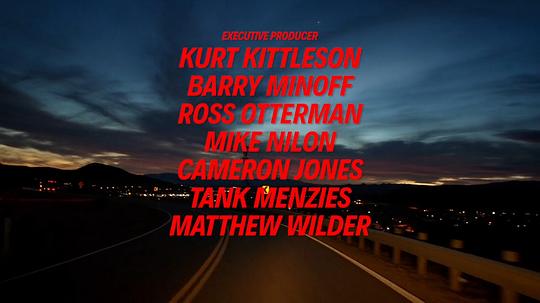 EXECUTIVE PRODUCER
KURT KITTLESON
BARRY MINOFF
ROSS OTTERMAN
MIKE NILON
CAMERON JONES
TANK MENZIES
MATTHEW WILDER